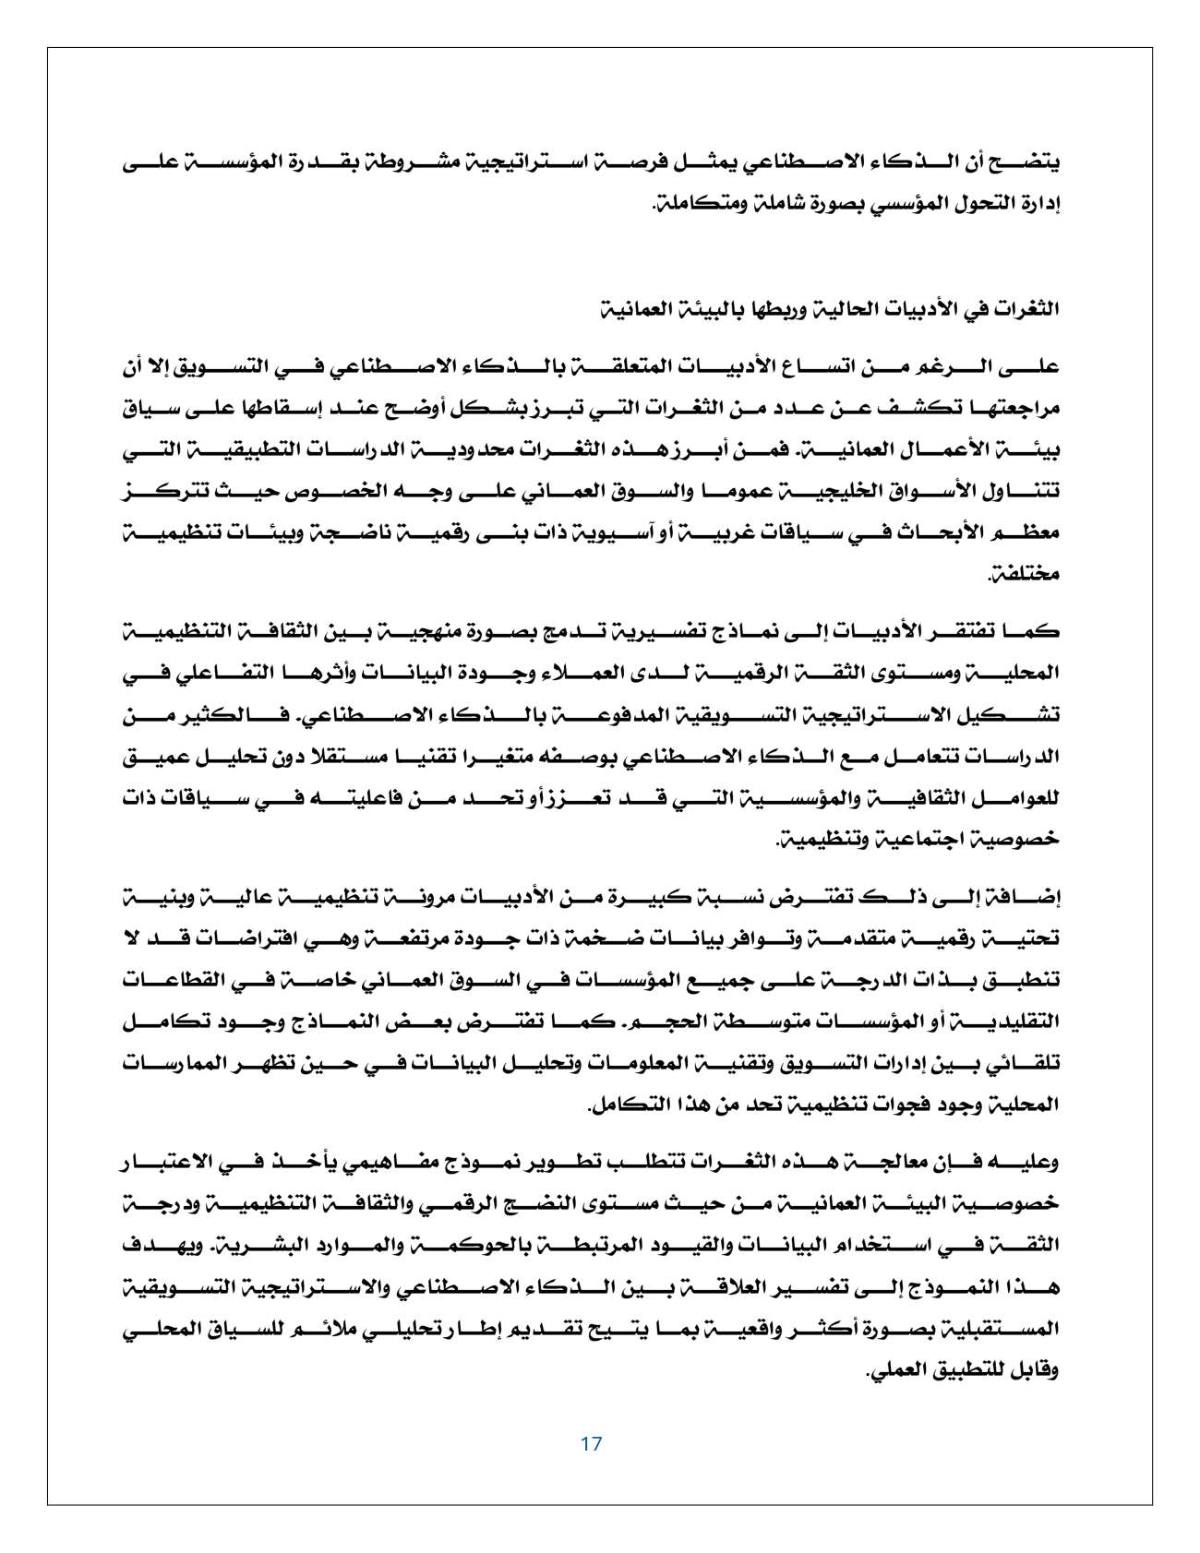 يتضح أن الذكاء الاصطناعي يمثل فرصة استراتيجية مشروطة بقدرة المؤسسة على
إدارة التحول المؤسسي بصورة شاملة ومتكاملة.
الثغرات في الأدبيات الحالية وربطها بالبيئة العمانية
على الرغم من اتساع الأدبيات المتعلقة بالذكاء الاصطناعي في التسويق إلا أن
مراجعتها تكشف عن عدد من الثغرات التي تبرز بشكل أوضح عند إسقاطها على سياق
بيئة الأعمال العمانية. فمن أبرز هذه الثغرات محدودية الدراسات التطبيقية التي
تتناول الأسواق الخليجية عموما والسوق العماني على وجه الخصوص حيث تتركز
معظم الأبحاث في سياقات غربية أو آسيوية ذات بنى رقمية ناضجة وبيئات تنظيمية
مختلفة.
كما تفتقر الأدبيات إلى نماذج تفسيرية تدمج بصورة منهجية بين الثقافة التنظيمية
المحلية ومستوى الثقة الرقمية لدى العملاء وجودة البيانات وأثرها التفاعلي في
تشكيل الاستراتيجية التسويقية المدفوعة بالذكاء الاصطناعي. فالكثير من
الدراسات تتعامل مع الذكاء الاصطناعي بوصفه متغيرا تقنيا مستقلا دون تحليل عميق
للعوامل الثقافية والمؤسسية التي قد تعزز أو تحد من فاعليته في سياقات ذات
خصوصية اجتماعية وتنظيمية.
إضافة إلى ذلك تفترض نسبة كبيرة من الأدبيات مرونة تنظيمية عالية وبنية
تحتية رقمية متقدمة وتوافر بيانات ضخمة ذات جودة مرتفعة وهي افتراضات قد لا
تنطبق بذات الدرجة على جميع المؤسسات في السوق العماني خاصة في القطاعات
التقليدية أو المؤسسات متوسطة الحجم. كما تفترض بعض النماذج وجود تكامل
تلقائي بين إدارات التسويق وتقنية المعلومات وتحليل البيانات في حين تظهر الممارسات
المحلية وجود فجوات تنظيمية تحد من هذا التكامل.
وعليه فإن معالجة هذه الثغرات تتطلب تطوير نموذج مفاهيمي يأخذ في الاعتبار
خصوصية البيئة العمانية من حيث مستوى النضج الرقمي والثقافة التنظيمية ودرجة
الثقة في استخدام البيانات والقيود المرتبطة بالحوكمة والموارد البشرية. ويهدف
هذا النموذج إلى تفسير العلاقة بين الذكاء الاصطناعي والاستراتيجية التسويقية
المستقبلية بصورة أكثر واقعية بما يتيح تقديم إطار تحليلي ملائم للسياق المحلي
وقابل للتطبيق العملي.
17